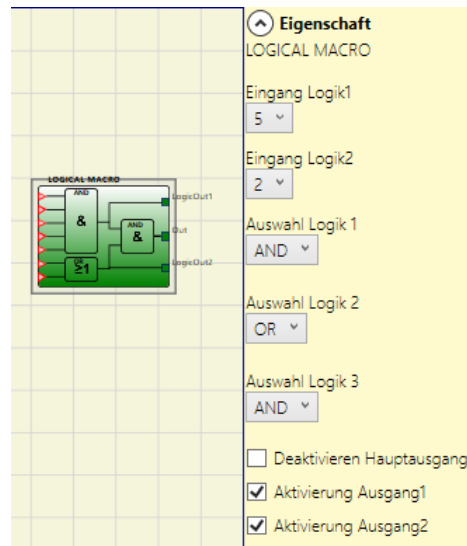 LOGICAL MACRO
AND
&
AND
&
OR
≥1
LogicOut1
Out
LogicOut2
Eigenschaft
LOGICAL MACRO
Eingang Logik1
5
Eingang Logik2
2
Auswahl Logik 1
AND
Auswahl Logik 2
OR
Auswahl Logik 3
AND
Deaktivieren Hauptausgang
Aktivierung Ausgang1
Aktivierung Ausgang2